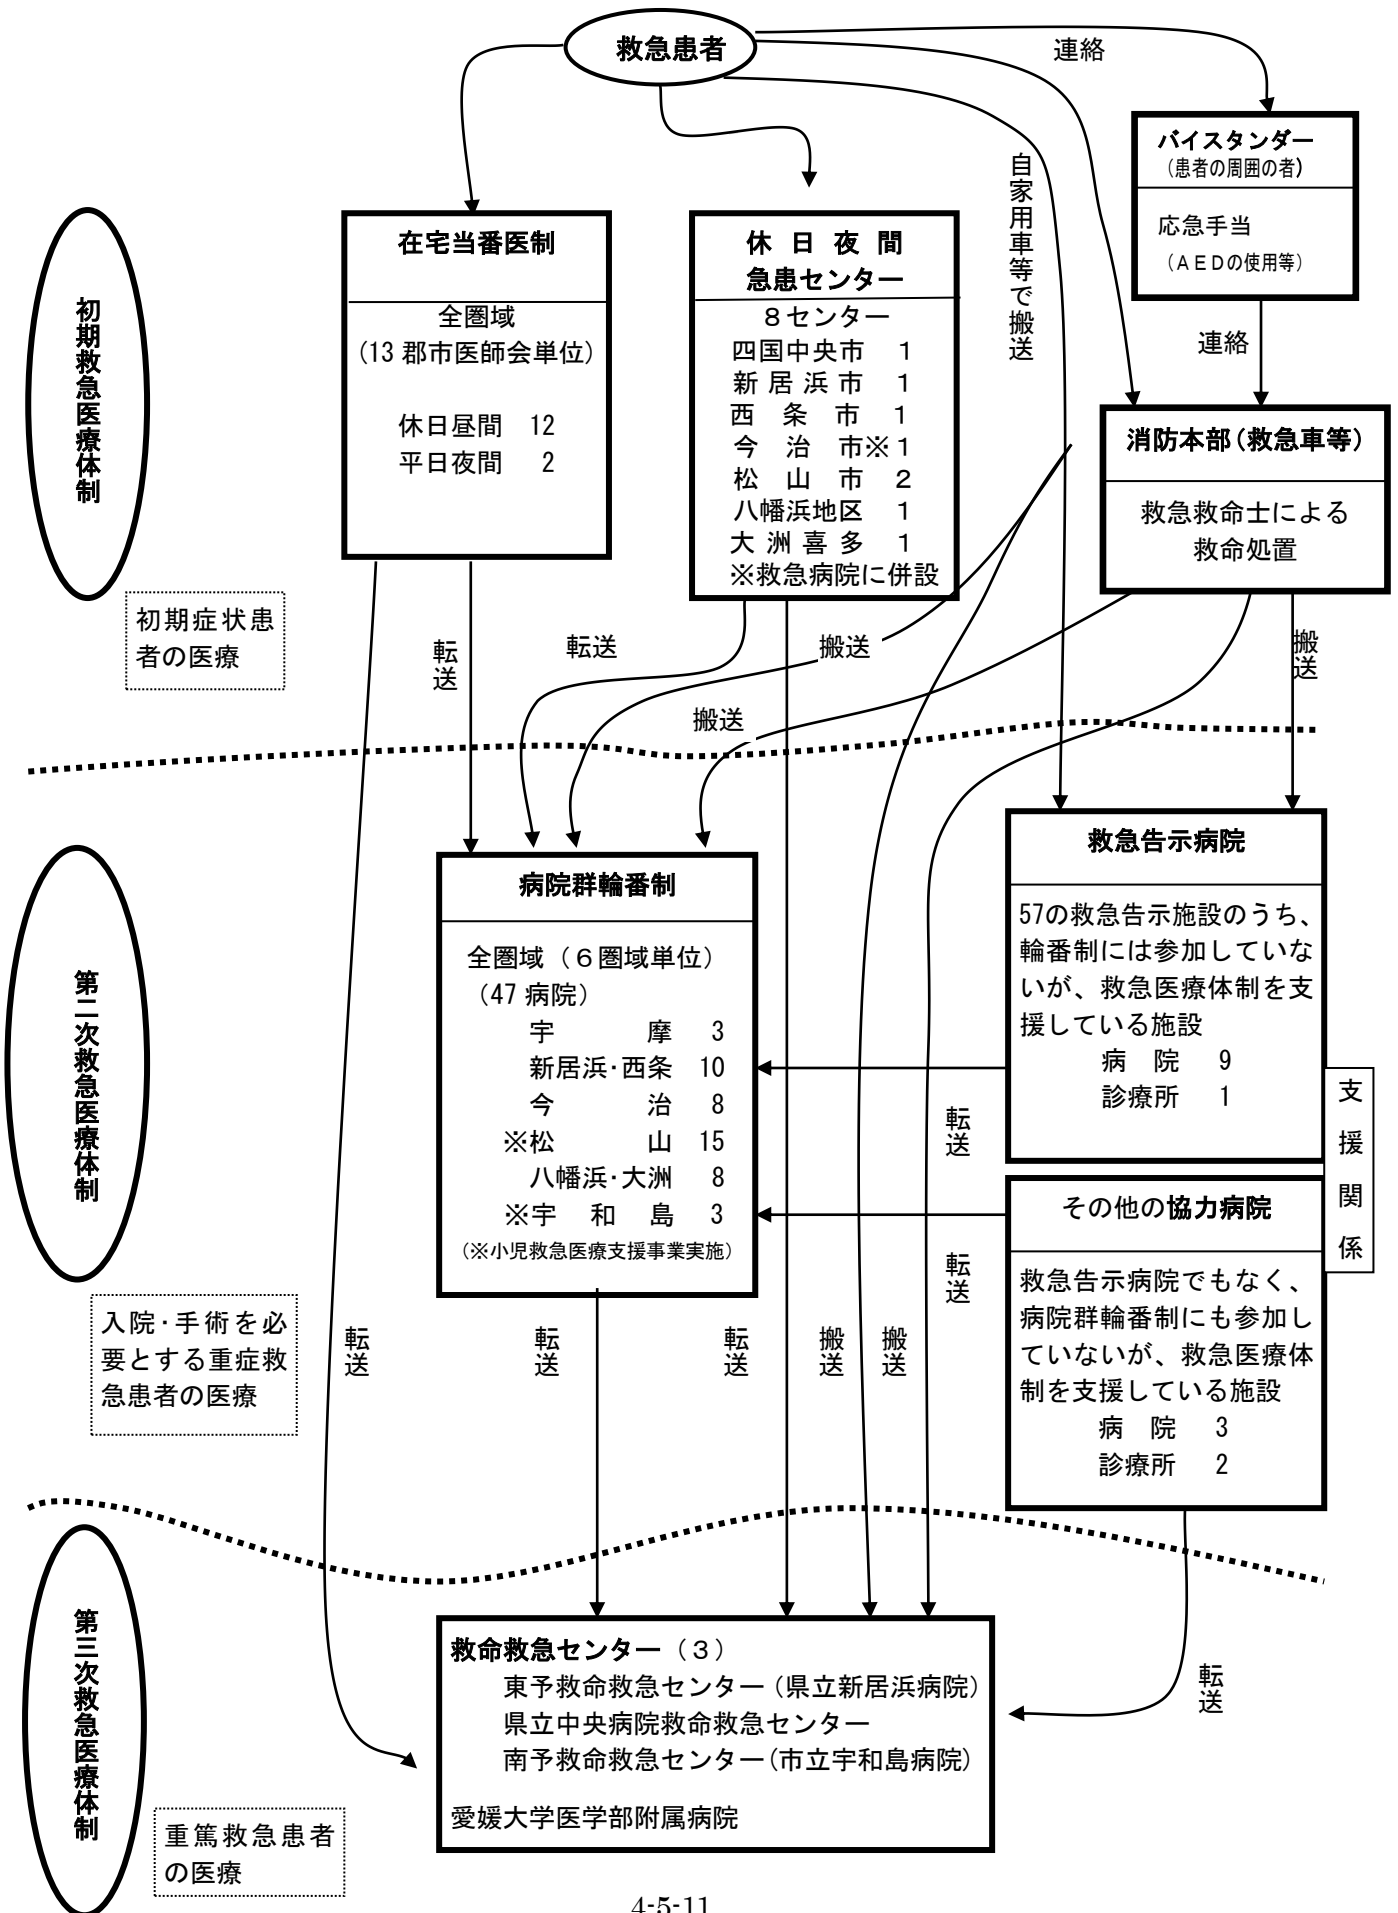 救急患者
連絡
バイスタンダー
(患者の周囲の者)
応急手当
(ＡＥＤの使用等)
連絡
自家用車等で搬送
初期救急医療体制
在宅当番医制
全圏域
(13 郡市医師会単位)
休日昼間 12
平日夜間 2
休日夜間
急患センター
８センター
四国中央市 1
新居浜市 1
西条市 1
今治市※1
松山市 2
八幡浜地区 1
大洲喜多 1
※救急病院に併設
消防本部(救急車等)
救急救命士による
救命処置
初期症状患
者の医療
転送
転送
搬送
搬送
搬送
第二次救急医療体制
病院群輪番制
全圏域（６圏域単位）
（47 病院）
宇摩 3
新居浜・西条 10
今治 8
※松山 15
八幡浜・大洲 8
※宇和島 3
(※小児救急医療支援事業実施)
救急告示病院
57の救急告示施設のうち、
輪番制には参加していな
いが、救急医療体制を支
援している施設
病院 9
診療所 1
支援関係
転送
その他の協力病院
救急告示病院でもなく、
病院群輪番制にも参加し
ていないが、救急医療体
制を支援している施設
病院 3
診療所 2
転送
入院・手術を必
要とする重症救
急患者の医療
転送
転送
転送
搬送
搬送
第三次救急医療体制
救命救急センター（３）
東予救命救急センター(県立新居浜病院)
県立中央病院救命救急センター
南予救命救急センター(市立宇和島病院)
愛媛大学医学部附属病院
転送
重篤救急患者
の医療
4-5-11